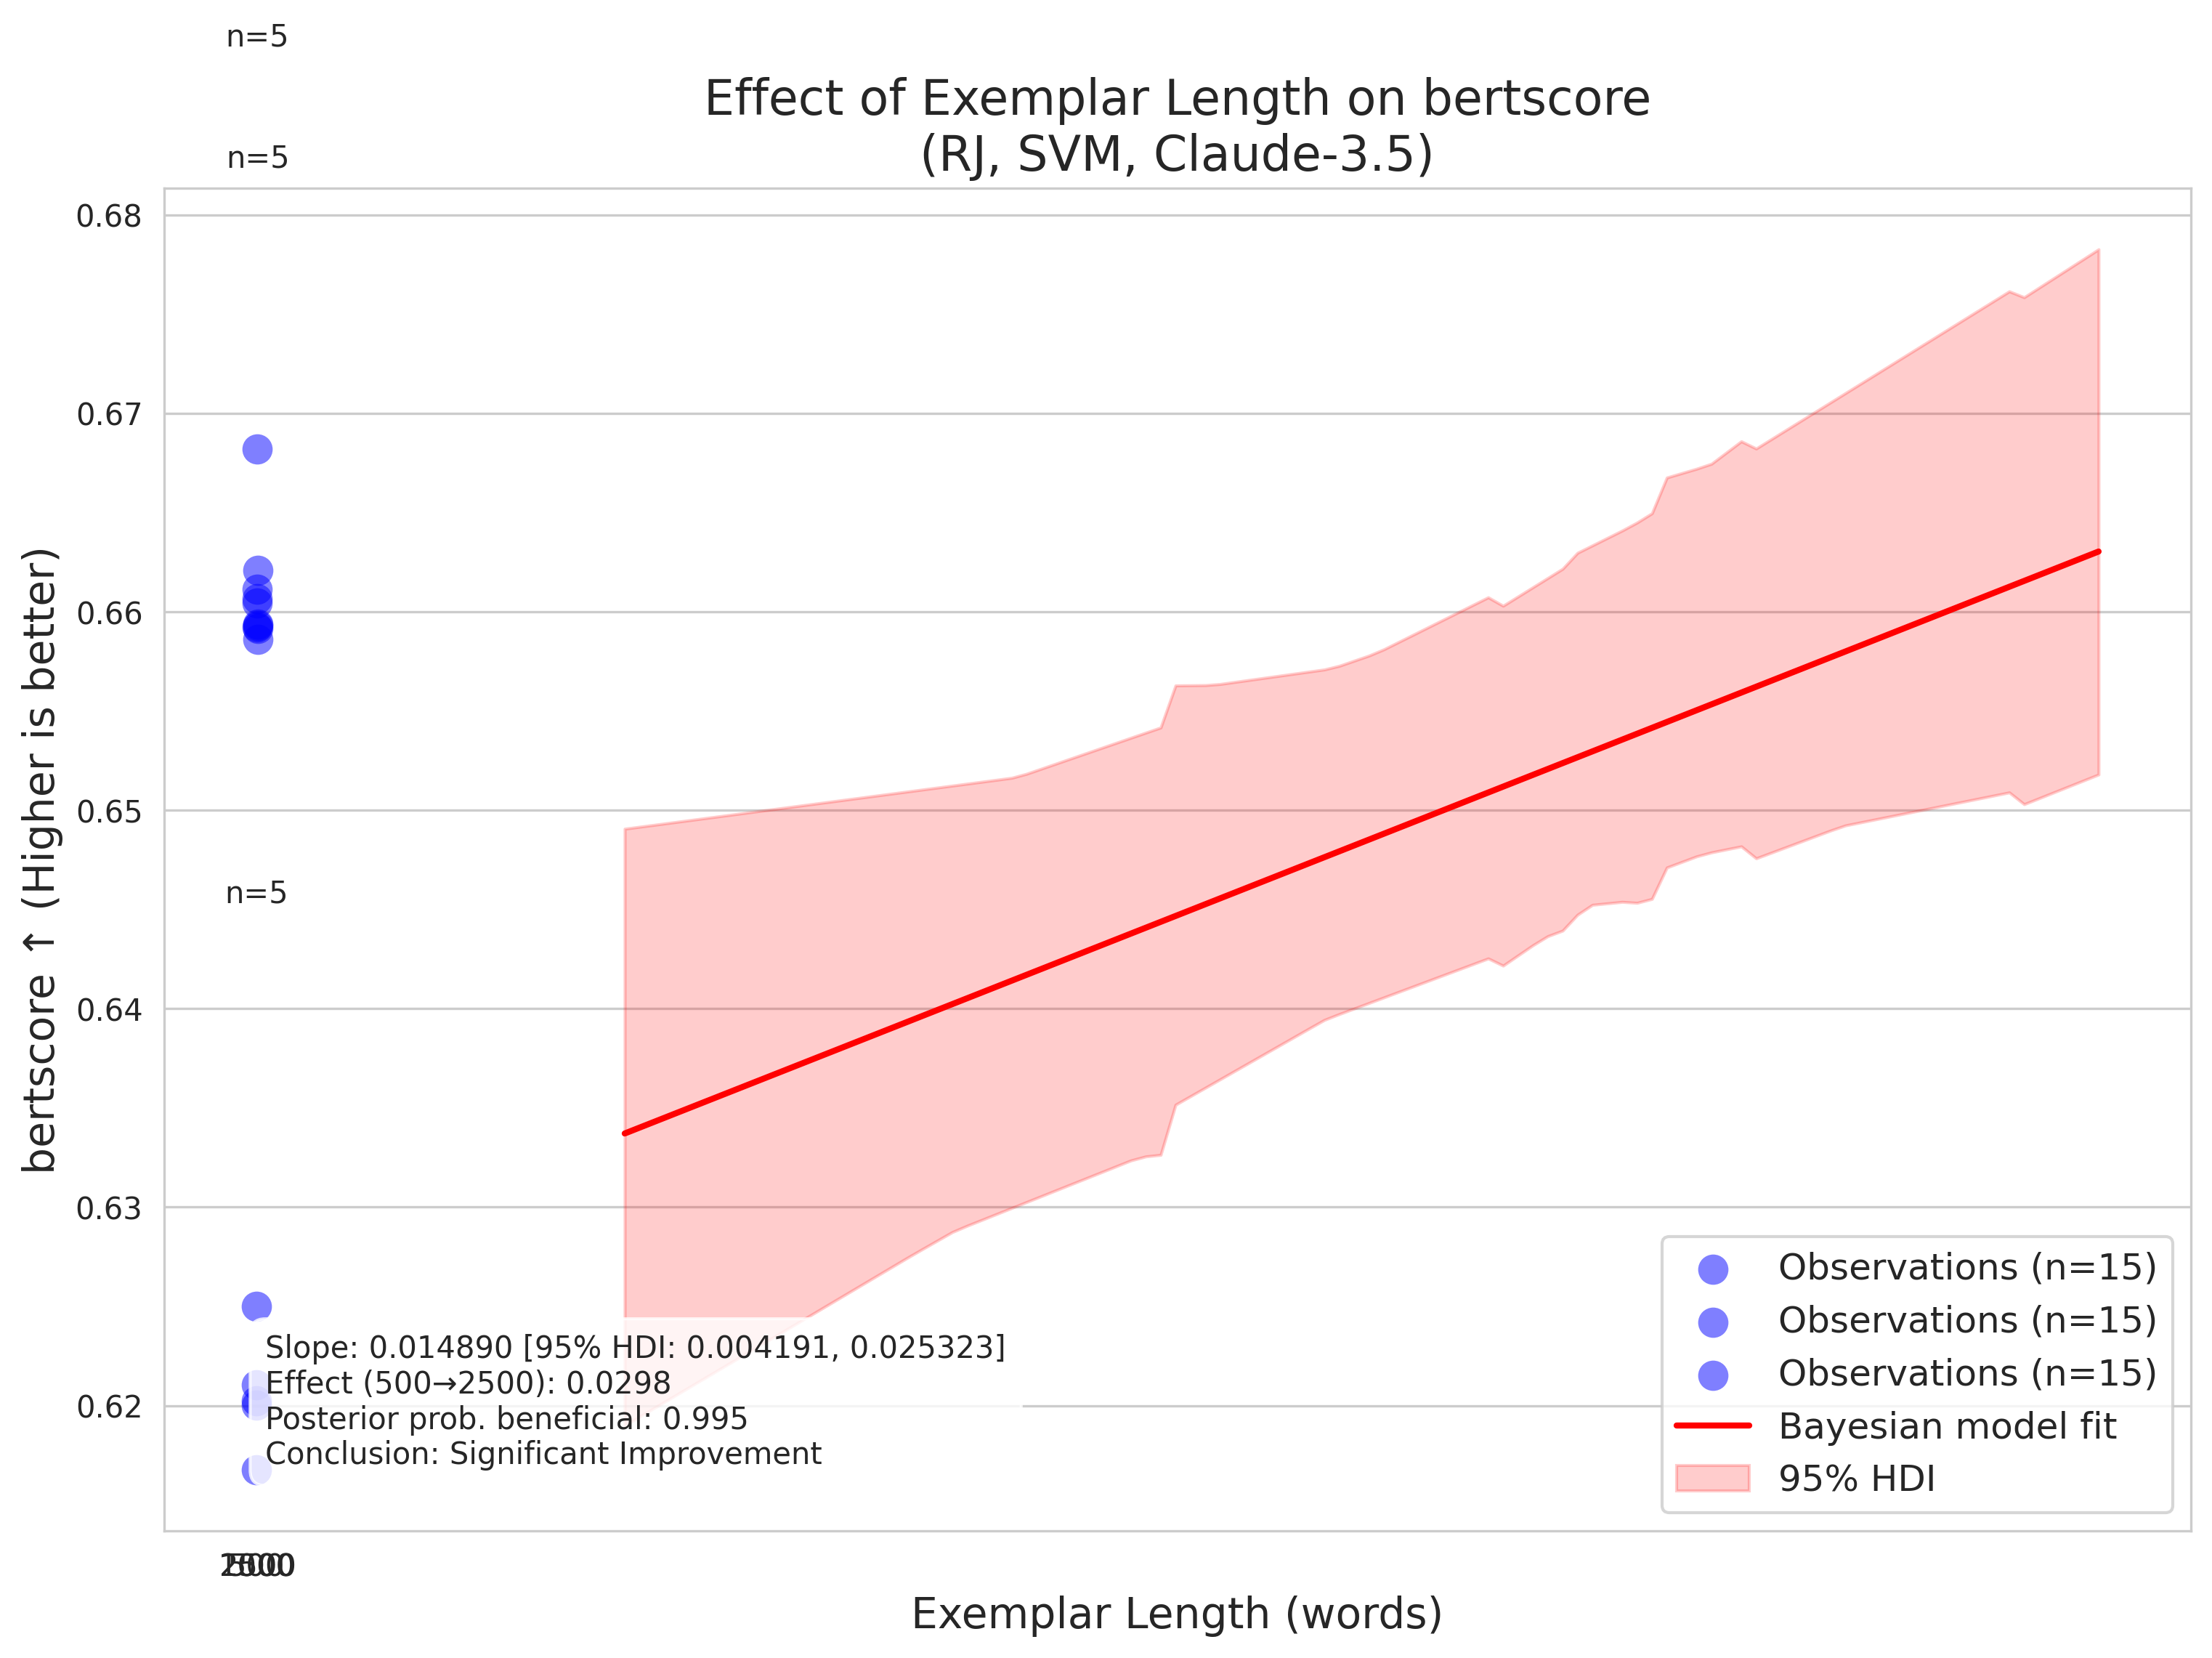 n=5
Effect of Exemplar Length on bertscore
(RJ, SVM, Claude-3.5)
n=5
0.68
0.67
0.66
0.65
0.64
0.63
0.62
bertscore ↑ (Higher is better)
n=5
Slope: 0.014890 [95% HDI: 0.004191, 0.025323]
Effect (500→2500): 0.0298
Posterior prob. beneficial: 0.995
Conclusion: Significant Improvement
Observations (n=15)
Observations (n=15)
Observations (n=15)
Bayesian model fit
95% HDI
Exemplar Length (words)